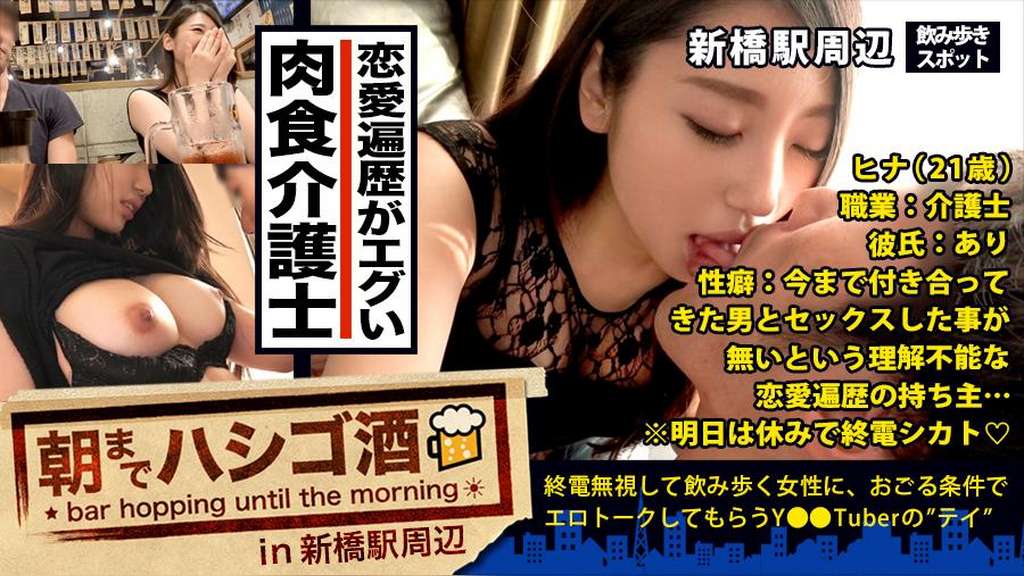 恋愛遍歴がエグい
肉食介護士
新橋駅周辺
飲み歩き
スポット
ヒナ(21歳)
職業：介護士
彼氏：あり
性癖：今まで付き合って
きた男とセックスした事が
無いという理解不能な
恋愛遍歴の持ち主…
※明日は休みで終電シカト♡
朝までハシゴ酒
★ bar hopping until the morning ☀
in 新橋駅周辺
終電無視して飲み歩く女性に、おごる条件で
エロトークしてもらうY●●Tuberの"テイ"